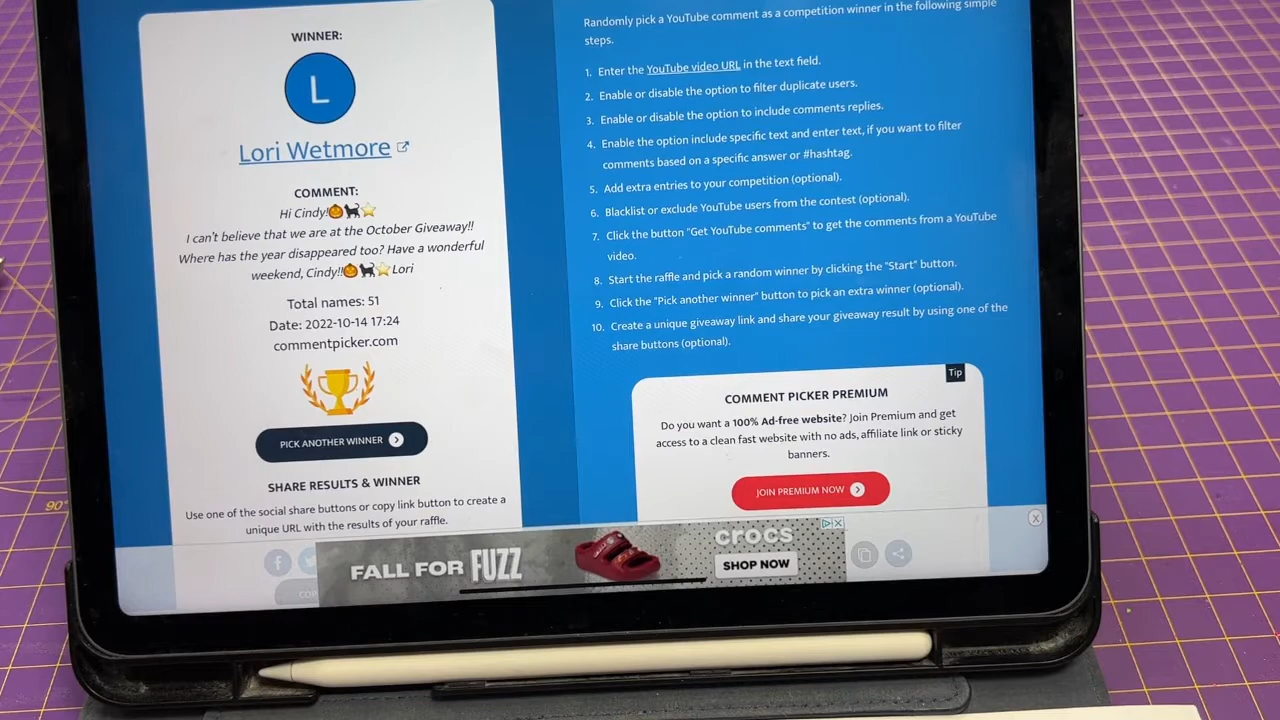 WINNER:
L
Lori Wetmore
COMMENT:
Hi Cindy!🎃🐈‍⬛⭐
I can't believe that we are at the October Giveaway!!
Where has the year disappeared too? Have a wonderful
weekend, Cindy!!🎃🐈‍⬛⭐Lori
Total names: 51
Date: 2022-10-14 17:24
commentpicker.com
PICK ANOTHER WINNER
SHARE RESULTS & WINNER
Use one of the social share buttons or copy link button to create a
unique URL with the results of your raffle.
Randomly pick a YouTube comment as a competition winner in the following simple
steps.
1. Enter the YouTube video URL in the text field.
2. Enable or disable the option to filter duplicate users.
3. Enable or disable the option to include comments replies.
4. Enable the option include specific text and enter text, if you want to filter
comments based on a specific answer or #hashtag.
5. Add extra entries to your competition (optional).
6. Blacklist or exclude YouTube users from the contest (optional).
7. Click the button "Get YouTube comments" to get the comments from a YouTube
video.
8. Start the raffle and pick a random winner by clicking the "Start" button.
9. Click the "Pick another winner" button to pick an extra winner (optional).
10. Create a unique giveaway link and share your giveaway result by using one of the
share buttons (optional).
Tip
COMMENT PICKER PREMIUM
Do you want a 100% Ad-free website? Join Premium and get
access to a clean fast website with no ads, affiliate link or sticky
banners.
JOIN PREMIUM NOW
FALL FOR FUZZ
crocs
SHOP NOW
90°